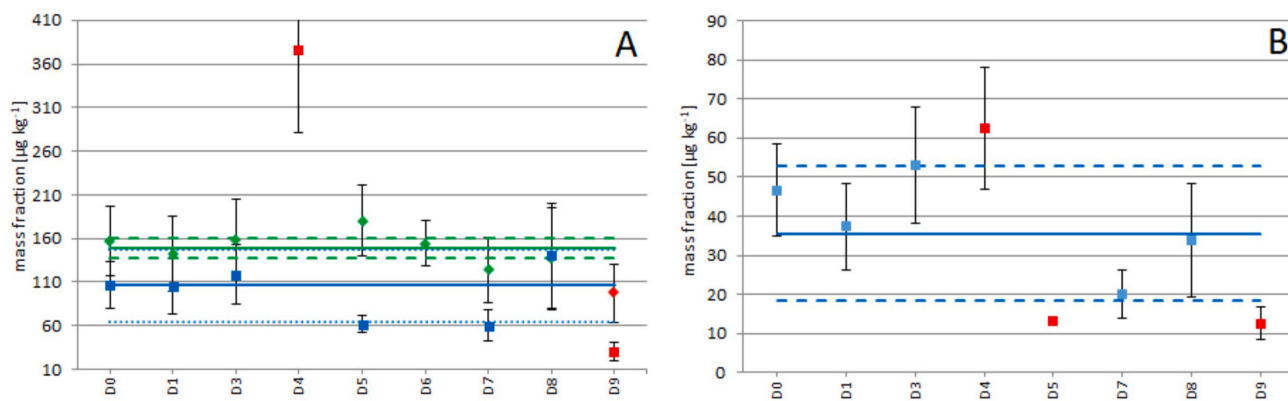 A
mass fraction [µg kg⁻¹]
410
360
310
260
210
160
110
60
10
D0
D1
D3
D4
D5
D6
D7
D8
D9
B
mass fraction [µg kg⁻¹]
90
80
70
60
50
40
30
20
10
0
D0
D1
D3
D4
D5
D7
D8
D9